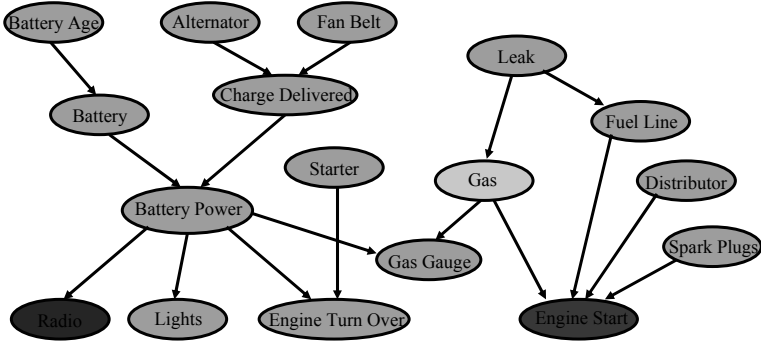 Battery Age
Alternator
Fan Belt
Leak
Charge Delivered
Battery
Fuel Line
Starter
Gas
Distributor
Battery Power
Spark Plugs
Gas Gauge
Radio
Lights
Engine Turn Over
Engine Start